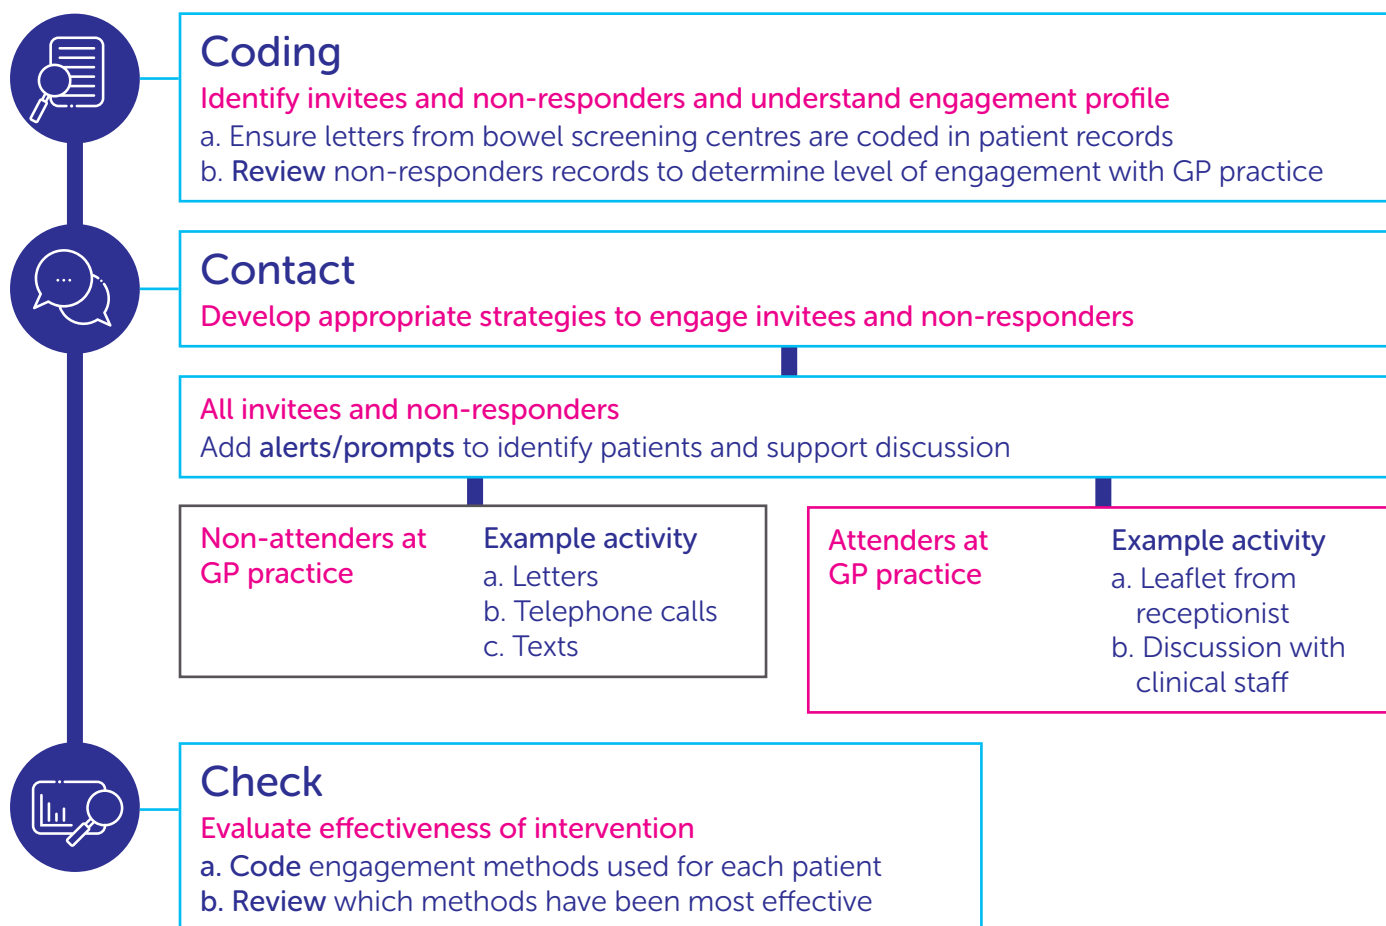 Coding
Identify invitees and non-responders and understand engagement profile
a. Ensure letters from bowel screening centres are coded in patient records
b. Review non-responders records to determine level of engagement with GP practice
Contact
Develop appropriate strategies to engage invitees and non-responders
All invitees and non-responders
Add alerts/prompts to identify patients and support discussion
Non-attenders at
GP practice
Example activity
a. Letters
b. Telephone calls
c. Texts
Attenders at
GP practice
Example activity
a. Leaflet from
receptionist
b. Discussion with
clinical staff
Check
Evaluate effectiveness of intervention
a. Code engagement methods used for each patient
b. Review which methods have been most effective